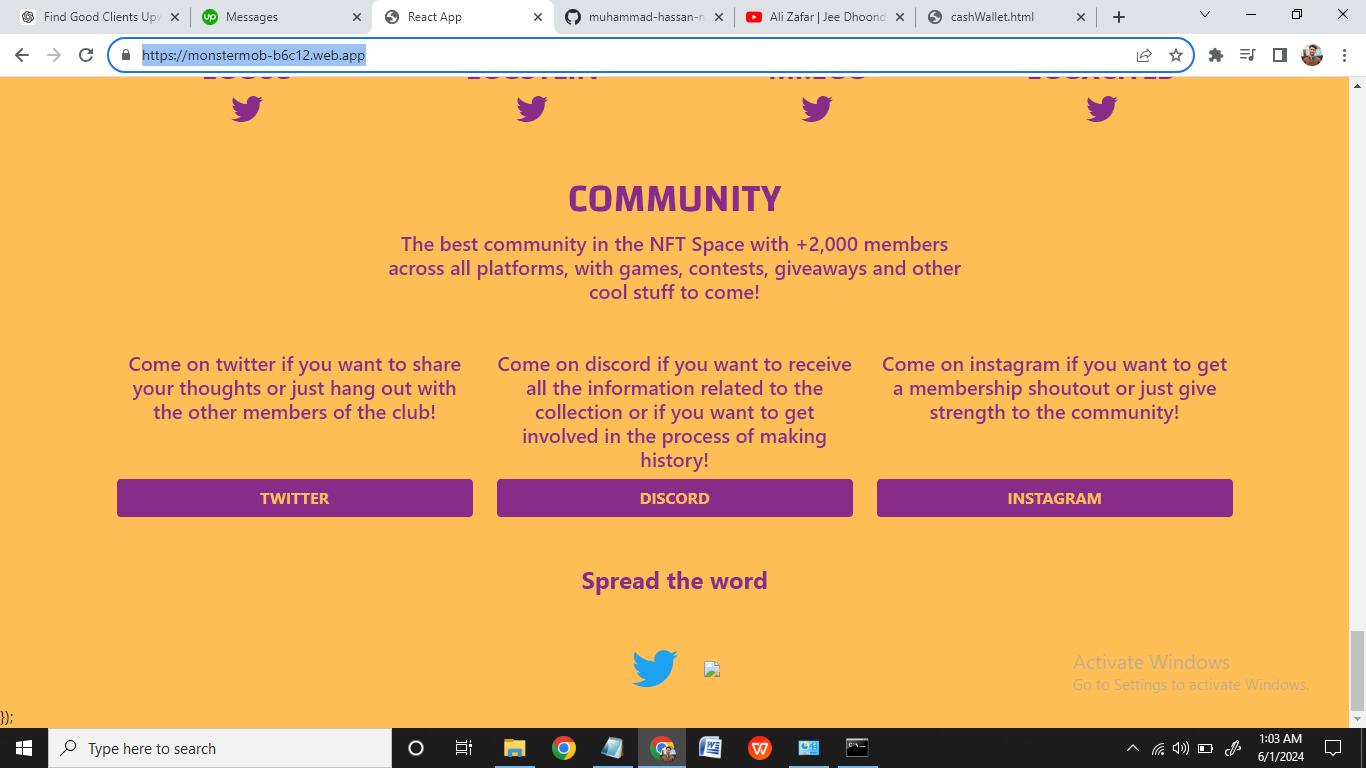 Find Good Clients Upw
Messages
React App
muhammad-hassan-n
Ali Zafar | Jee Dhoond
cashWallet.html
https://monstermob-b6c12.web.app
COMMUNITY
The best community in the NFT Space with +2,000 members
across all platforms, with games, contests, giveaways and other
cool stuff to come!
Come on twitter if you want to share
your thoughts or just hang out with
the other members of the club!
Come on discord if you want to receive
all the information related to the
collection or if you want to get
involved in the process of making
history!
Come on instagram if you want to get
a membership shoutout or just give
strength to the community!
TWITTER
DISCORD
INSTAGRAM
Spread the word
Activate Windows
Go to Settings to activate Windows.
});
Type here to search
1:03 AM
6/1/2024